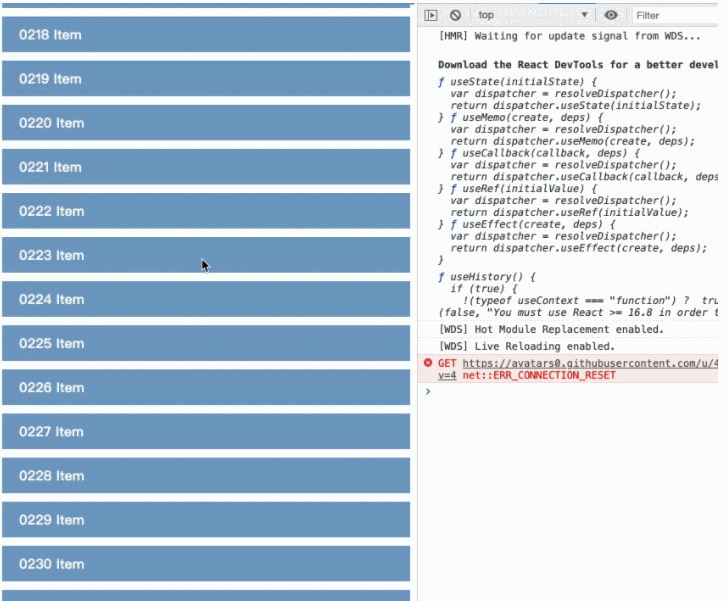 0218 Item
0219 Item
0220 Item
0221 Item
0222 Item
0223 Item
0224 Item
0225 Item
0226 Item
0227 Item
0228 Item
0229 Item
0230 Item
top
Filter
[HMR] Waiting for update signal from WDS...
Download the React DevTools for a better devel
ƒ useState(initialState) {
var dispatcher = resolveDispatcher();
return dispatcher.useState(initialState);
} ƒ useMemo(create, deps) {
var dispatcher = resolveDispatcher();
return dispatcher.useMemo(create, deps);
} ƒ useCallback(callback, deps) {
var dispatcher = resolveDispatcher();
return dispatcher.useCallback(callback, deps
} ƒ useRef(initialValue) {
var dispatcher = resolveDispatcher();
return dispatcher.useRef(initialValue);
} ƒ useEffect(create, deps) {
var dispatcher = resolveDispatcher();
return dispatcher.useEffect(create, deps);
}
ƒ useHistory() {
if (true) {
!(typeof useContext === "function") ? tru
(false, "You must use React >= 16.8 in order t
[WDS] Hot Module Replacement enabled.
[WDS] Live Reloading enabled.
GET https://avatars0.githubusercontent.com/u/4
v=4 net::ERR_CONNECTION_RESET